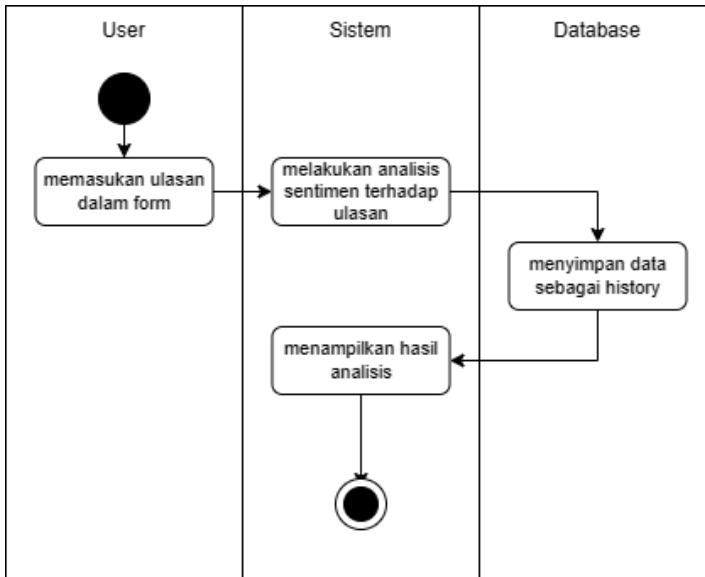 User
Sistem
Database
memasukan ulasan
dalam form
melakukan analisis
sentimen terhadap
ulasan
menyimpan data
sebagai history
menampilkan hasil
analisis